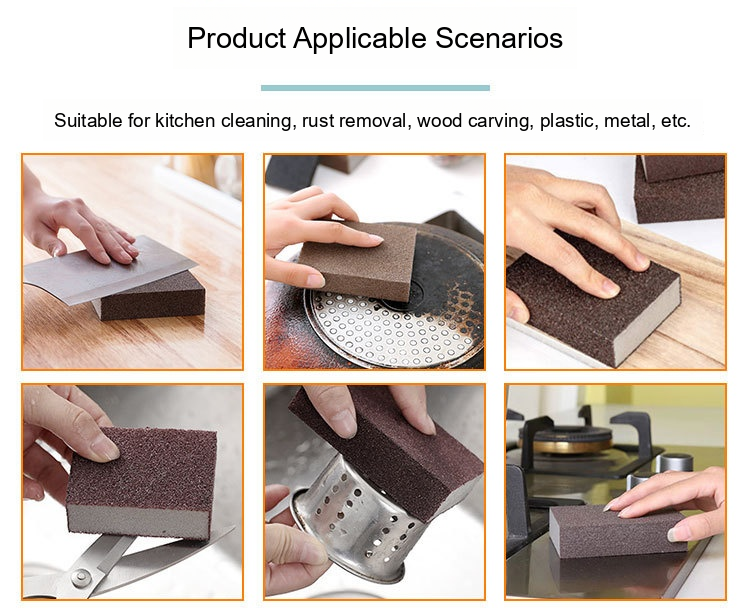 Product Applicable Scenarios
Suitable for kitchen cleaning, rust removal, wood carving, plastic, metal, etc.